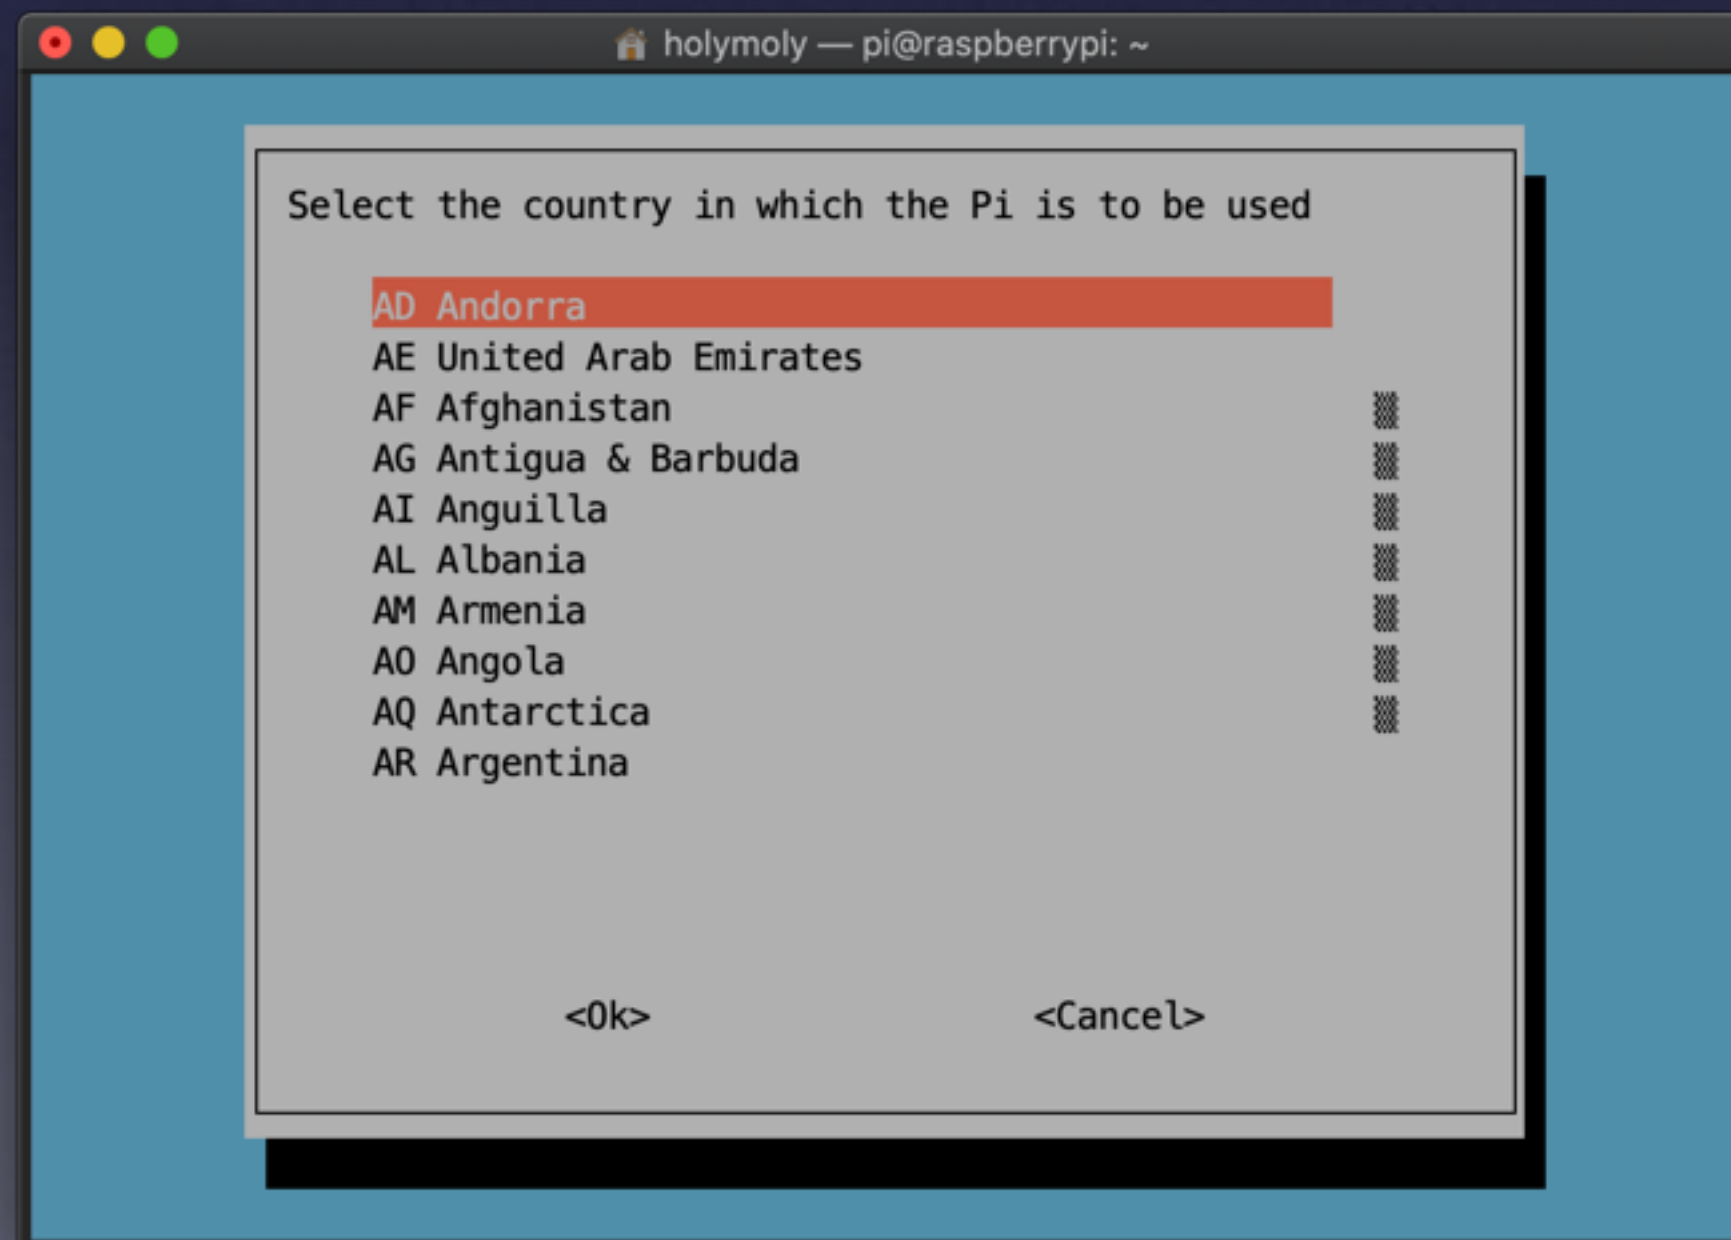 holymoly — pi@raspberrypi: ~
Select the country in which the Pi is to be used
AD Andorra
AE United Arab Emirates
AF Afghanistan
AG Antigua & Barbuda
AI Anguilla
AL Albania
AM Armenia
AO Angola
AQ Antarctica
AR Argentina
<Ok> <Cancel>